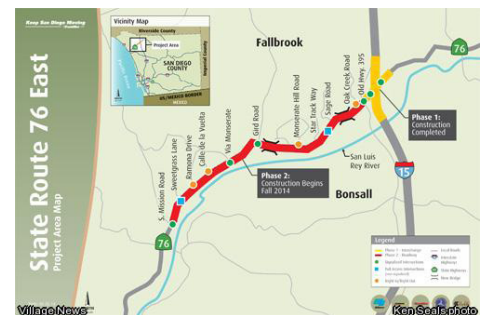 Keep San Diego Moving
State Route 76 East
Project Area Map
Vicinity Map
Riverside County
Project Area
SAN DIEGO
COUNTY
Imperial County
US/MEXICO BORDER
MEXICO
Fallbrook
76
Old Hwy. 395
Oak Creek Road
Sage Road
Star Track Way
Monserate Hill Road
Gird Road
Via Monserate
Calle de la Vuelta
Ramona Drive
Sweetgrass Lane
S. Mission Road
76
Phase 1:
Construction
Completed
Phase 2:
Construction Begins
Fall 2014
San Luis
Rey River
15
Bonsall
Legend
Village News
Ken Seals photo